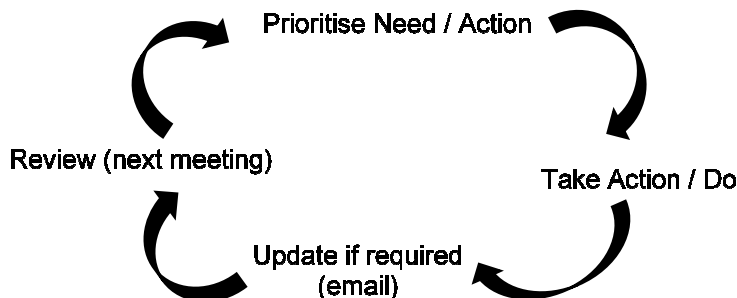 Prioritise Need / Action
Review (next meeting)
Take Action / Do
Update if required
(email)